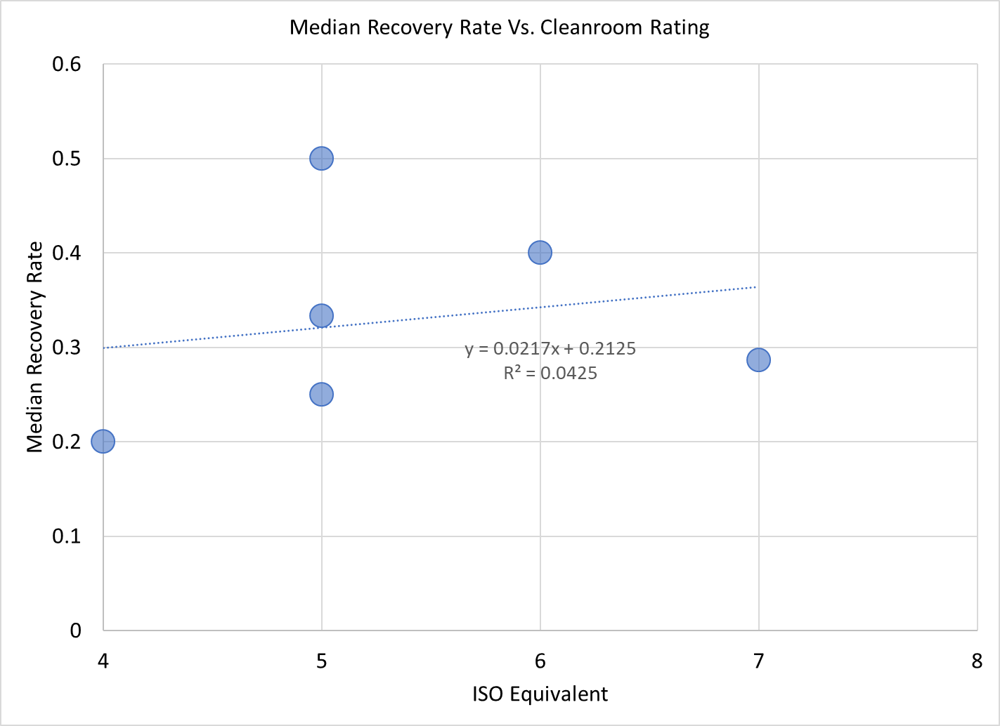 Median Recovery Rate Vs. Cleanroom Rating
0.6
0.5
0.4
0.3
0.2
0.1
0
Median Recovery Rate
y = 0.0217x + 0.2125
R² = 0.0425
4 5 6 7 8
ISO Equivalent